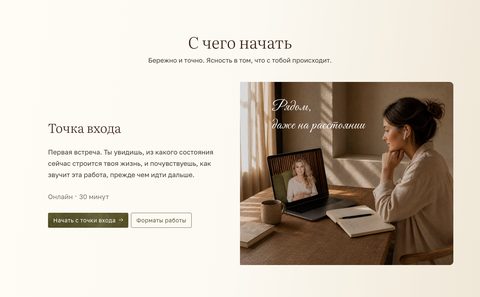 С чего начать
Бережно и точно. Ясность в том, что с тобой происходит.
Точка входа
Первая встреча. Ты увидишь, из какого состояния
сейчас строится твоя жизнь, и почувствуешь, как
звучит эта работа, прежде чем идти дальше.
Онлайн · 30 минут
Начать с точки входа →
Форматы работы
Рядом,
даже на расстоянии